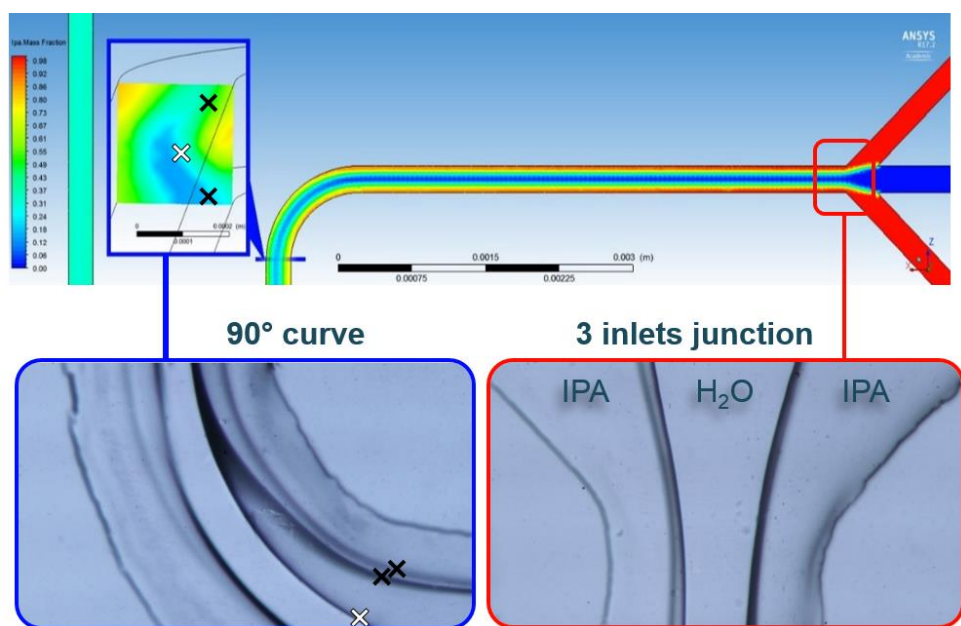 Ipa.Mass Fraction
0.98
0.92
0.86
0.80
0.73
0.67
0.61
0.55
0.49
0.43
0.37
0.31
0.24
0.18
0.12
0.06
0.00
0
0.0002 (m)
0.0001
ANSYS
R17.2
Academic
0
0.0015
0.003 (m)
0.00075
0.00225
Z
X
90° curve
3 inlets junction
IPA
H₂O
IPA